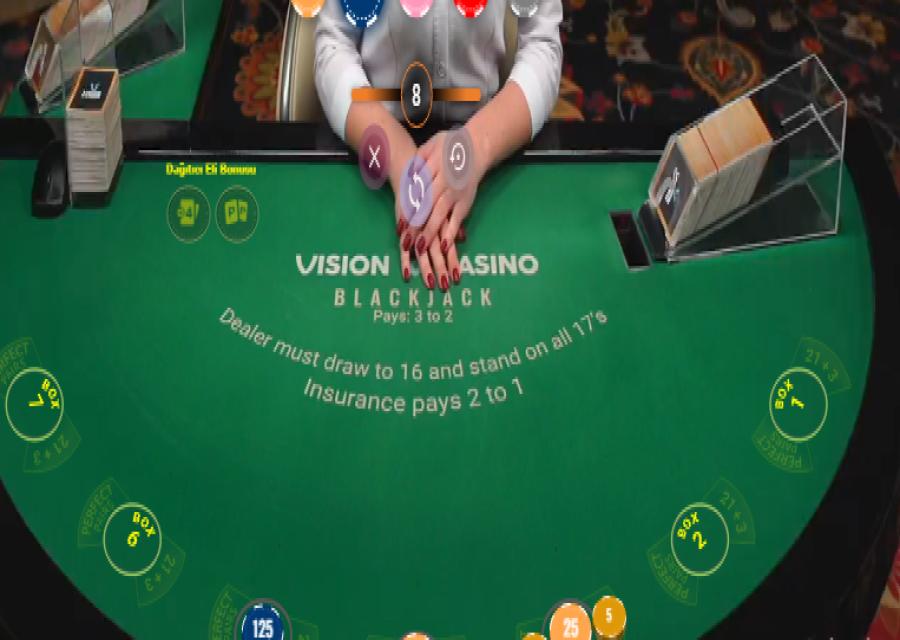 8
Dağıtıcı Eli Bonusu
VISION CASINO
BLACKJACK
Pays: 3 to 2
Dealer must draw to 16 and stand on all 17's
Insurance pays 2 to 1
PERFECT PAIRS
BOX 7
21+3
21+3
BOX 1
PERFECT PAIRS
PERFECT PAIRS
BOX 6
21+3
21+3
BOX 2
PERFECT PAIRS
PERFECT
125
25
5